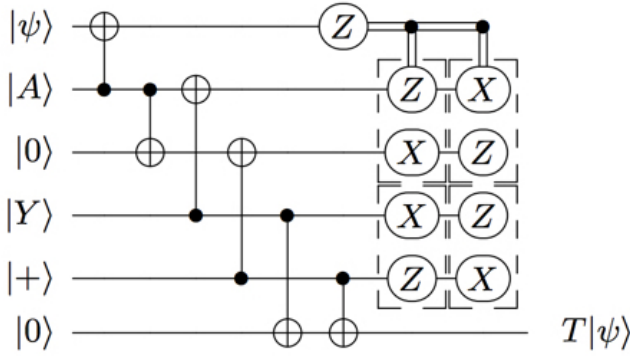 |ψ⟩ Z
|A⟩ Z X
|0⟩ X Z
|Y⟩ X Z
|+⟩ Z X
|0⟩ T|ψ⟩